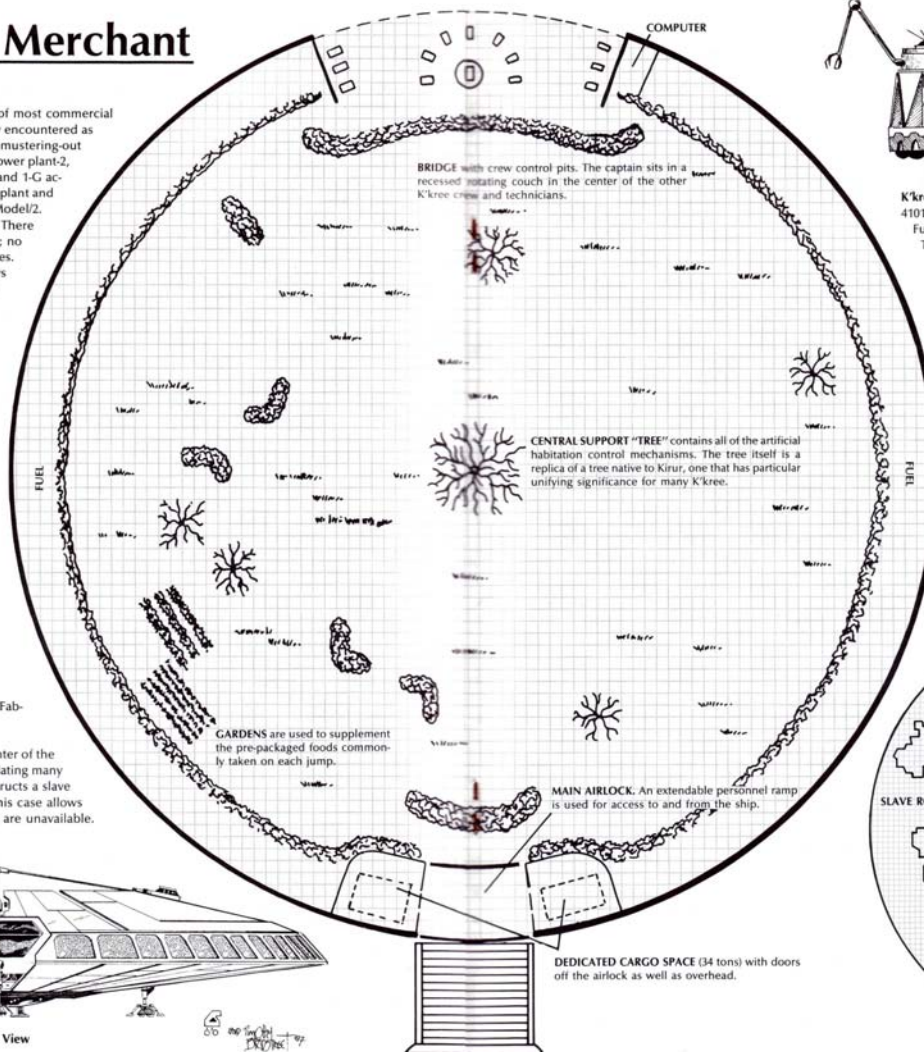 Merchant
of most commercial
encountered as
mustering-out
ower plant-2,
and 1-G ac-
plant and
Model/2.
There
; no
es.
s
COMPUTER
BRIDGE with crew control pits. The captain sits in a
recessed rotating couch in the center of the other
K'kree crew and technicians.
K'kre
4101
Fu
T
CENTRAL SUPPORT "TREE" contains all of the artificial
habitation control mechanisms. The tree itself is a
replica of a tree native to Kirur, one that has particular
unifying significance for many K'kree.
FUEL
FUEL
Fab-
nter of the
ating many
ructs a slave
his case allows
are unavailable.
GARDENS are used to supplement
the pre-packaged foods common-
ly taken on each jump.
MAIN AIRLOCK. An extendable personnel ramp
is used for access to and from the ship.
SLAVE RO
DEDICATED CARGO SPACE (34 tons) with doors
off the airlock as well as overhead.
View